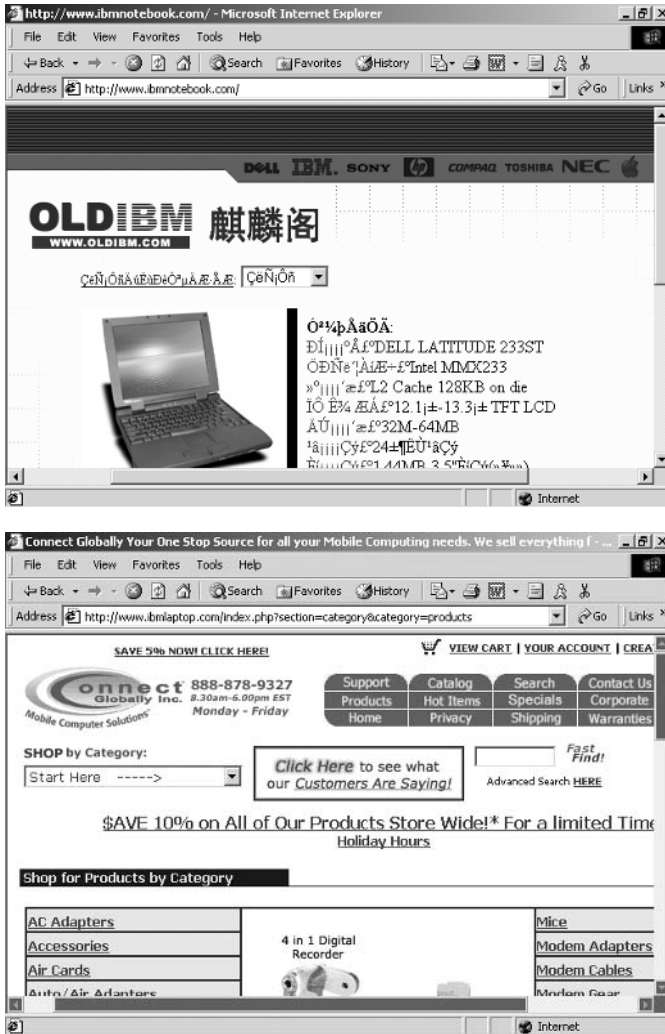 http://www.ibmnotebook.com/ - Microsoft Internet Explorer
File Edit View Favorites Tools Help
Back Search Favorites History
Address http://www.ibmnotebook.com/ Go Links »
DELL IBM. SONY hp COMPAQ TOSHIBA NEC
OLDIBM 麒麟阁
WWW.OLDIBM.COM
ÇëÑ¡Ôñ
DELL LATITUDE 233ST
Intel MMX233
L2 Cache 128KB on die
TFT LCD
32M-64MB
Internet
Connect Globally Your One Stop Source for all your Mobile Computing needs. We sell everything f - ...
File Edit View Favorites Tools Help
Back Search Favorites History
Address http://www.ibmlaptop.com/index.php?section=category&category=products Go Links »
SAVE 5% NOW! CLICK HERE! VIEW CART | YOUR ACCOUNT | CREA
Connect Globally Inc. 888-878-9327
8.30am-6.00pm EST
Monday - Friday
Mobile Computer Solutions
Support Catalog Search Contact Us
Products Hot Items Specials Corporate
Home Privacy Shipping Warranties
SHOP by Category:
Start Here ----->
Click Here to see what
our Customers Are Saying!
Fast
Find!
Advanced Search HERE
$AVE 10% on All of Our Products Store Wide!* For a limited Time
Holiday Hours
Shop for Products by Category
AC Adapters
Accessories
Air Cards
Auto/Air Adapters
4 in 1 Digital
Recorder
Mice
Modem Adapters
Modem Cables
Modem Gear
Internet